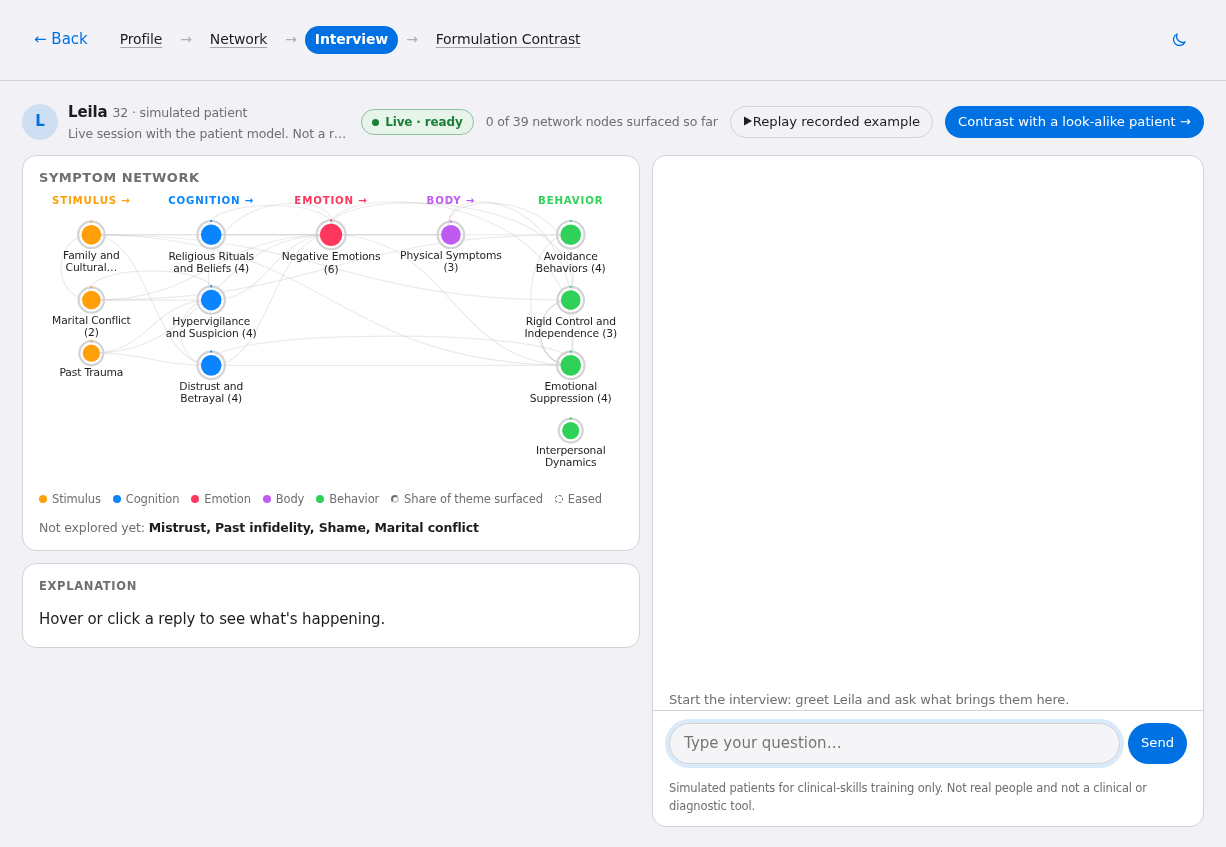 ← Back
Profile → Network → Interview → Formulation Contrast
L
Leila 32 · simulated patient
Live session with the patient model. Not a r…
Live · ready
0 of 39 network nodes surfaced so far
Replay recorded example
Contrast with a look-alike patient →
SYMPTOM NETWORK
STIMULUS → COGNITION → EMOTION → BODY → BEHAVIOR
Family and
Cultural…
Religious Rituals
and Beliefs (4)
Negative Emotions
(6)
Physical Symptoms
(3)
Avoidance
Behaviors (4)
Marital Conflict
(2)
Hypervigilance
and Suspicion (4)
Rigid Control and
Independence (3)
Past Trauma
Distrust and
Betrayal (4)
Emotional
Suppression (4)
Interpersonal
Dynamics
Stimulus Cognition Emotion Body Behavior Share of theme surfaced Eased
Not explored yet: Mistrust, Past infidelity, Shame, Marital conflict
EXPLANATION
Hover or click a reply to see what's happening.
Start the interview: greet Leila and ask what brings them here.
Type your question…
Send
Simulated patients for clinical-skills training only. Not real people and not a clinical or
diagnostic tool.